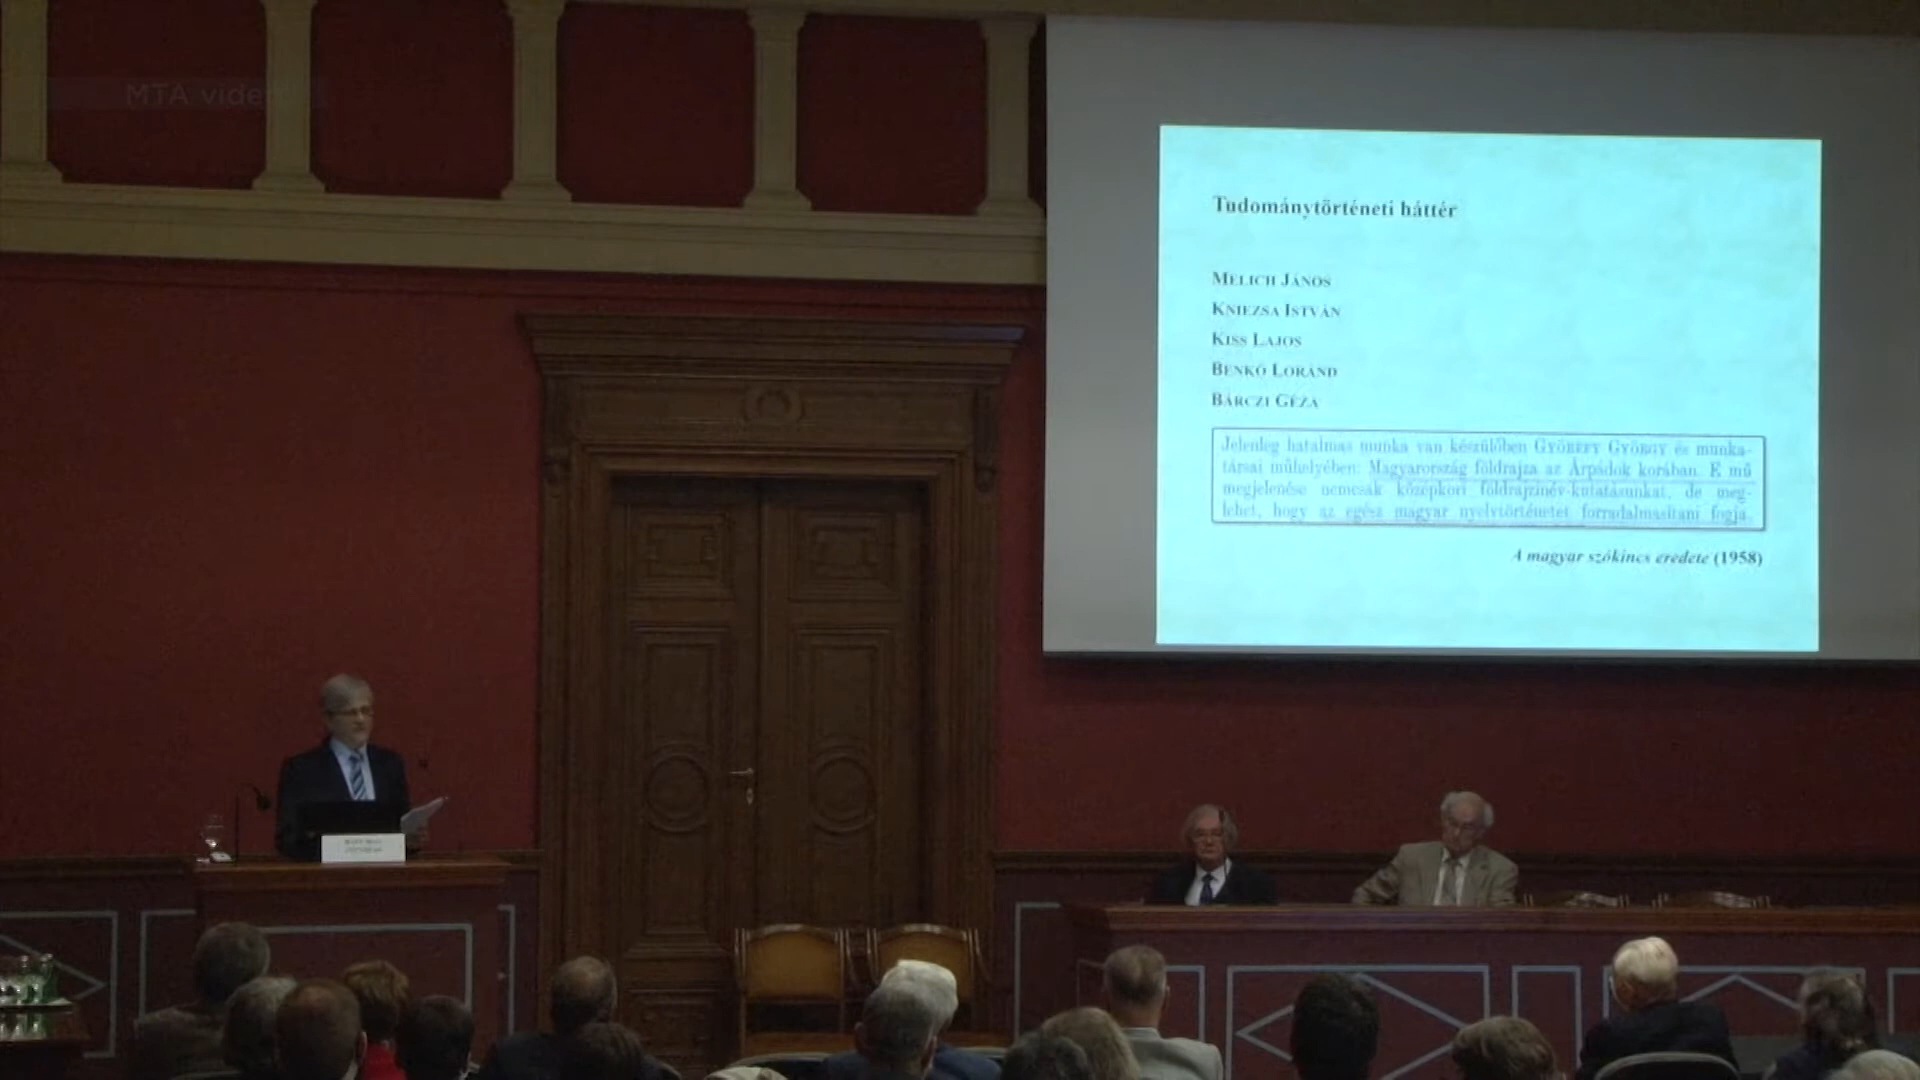 MTA vide
Tudománytörténeti háttér
MELICH JÁNOS
KNIEZSA ISTVÁN
KISS LAJOS
BENKŐ LORÁND
BÁRCZI GÉZA
Jelenleg hatalmas munka van készülőben GYÖRFFY GYÖRGY és munka-
társai műhelyében: Magyarország földrajza az Árpádok korában. E mű
megjelenése nemcsak középkori földrajzinév-kutatásunkat, de meg-
lehet, hogy az egész magyar nyelvtörténetet forradalmasítani fogja.
A magyar szókincs eredete (1958)